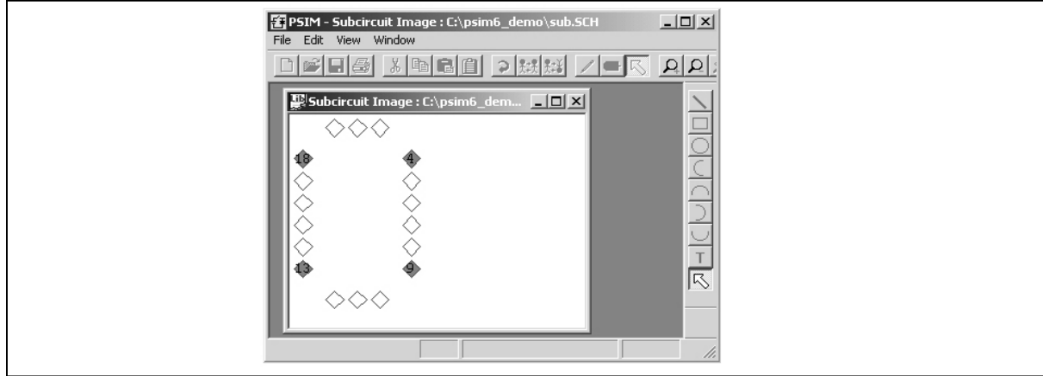 PSIM - Subcircuit Image : C:\psim6_demo\sub.SCH
File Edit View Window
Subcircuit Image : C:\psim6_dem...
18 4
13 9
T